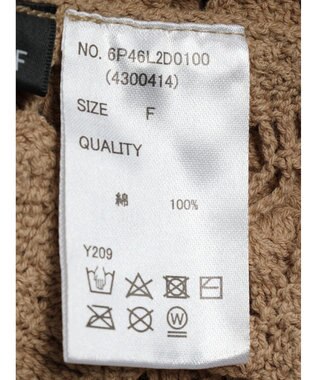 F
NO. 6P46L2D0100
(4300414)
SIZE F
QUALITY
綿 100%
Y209